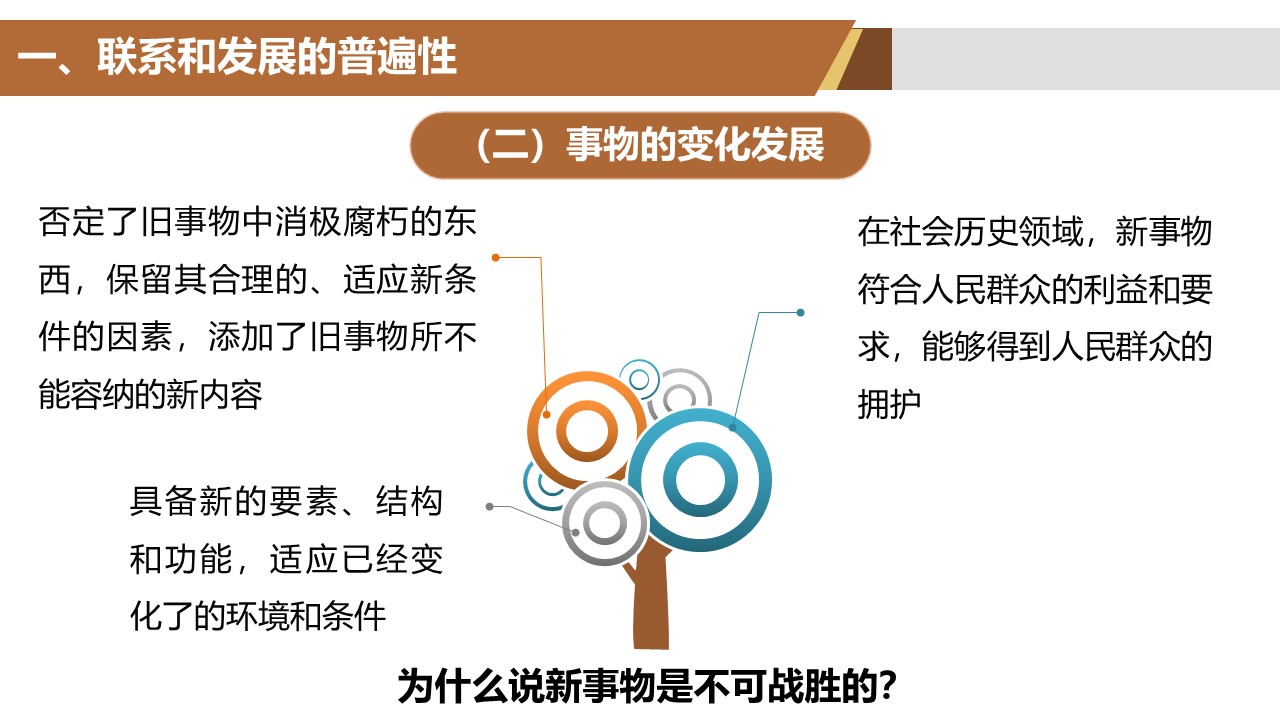 一、联系和发展的普遍性
（二）事物的变化发展
否定了旧事物中消极腐朽的东
西，保留其合理的、适应新条
件的因素，添加了旧事物所不
能容纳的新内容
在社会历史领域，新事物
符合人民群众的利益和要
求，能够得到人民群众的
拥护
具备新的要素、结构
和功能，适应已经变
化了的环境和条件
为什么说新事物是不可战胜的？